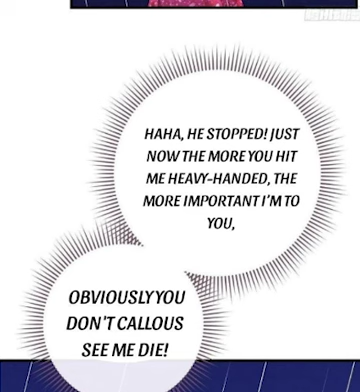 HAHA, HE STOPPED! JUST
NOW THE MORE YOU HIT
ME HEAVY-HANDED, THE
MORE IMPORTANT I'M TO
YOU,
OBVIOUSLY YOU
DON'T CALLOUS
SEE ME DIE!